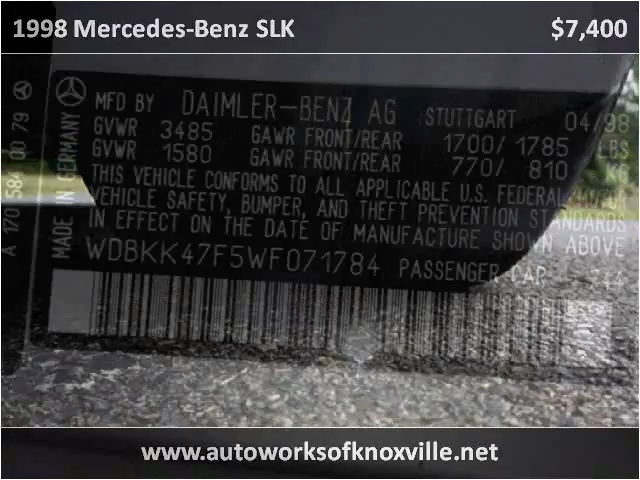 1998 Mercedes-Benz SLK $7,400
MFD BY DAIMLER-BENZ AG STUTTGART 04/98
GVWR 3485 GAWR FRONT/REAR 1700/ 1785 LBS
GVWR 1580 GAWR FRONT/REAR 770/ 810
THIS VEHICLE CONFORMS TO ALL APPLICABLE U.S. FEDERAL
VEHICLE SAFETY, BUMPER, AND THEFT PREVENTION STANDARDS
IN EFFECT ON THE DATE OF MANUFACTURE SHOWN ABOVE
WDBKK47F5WF071784 PASSENGER CAR 744
MADE IN GERMANY
A 170 584 00 79
www.autoworksofknoxville.net